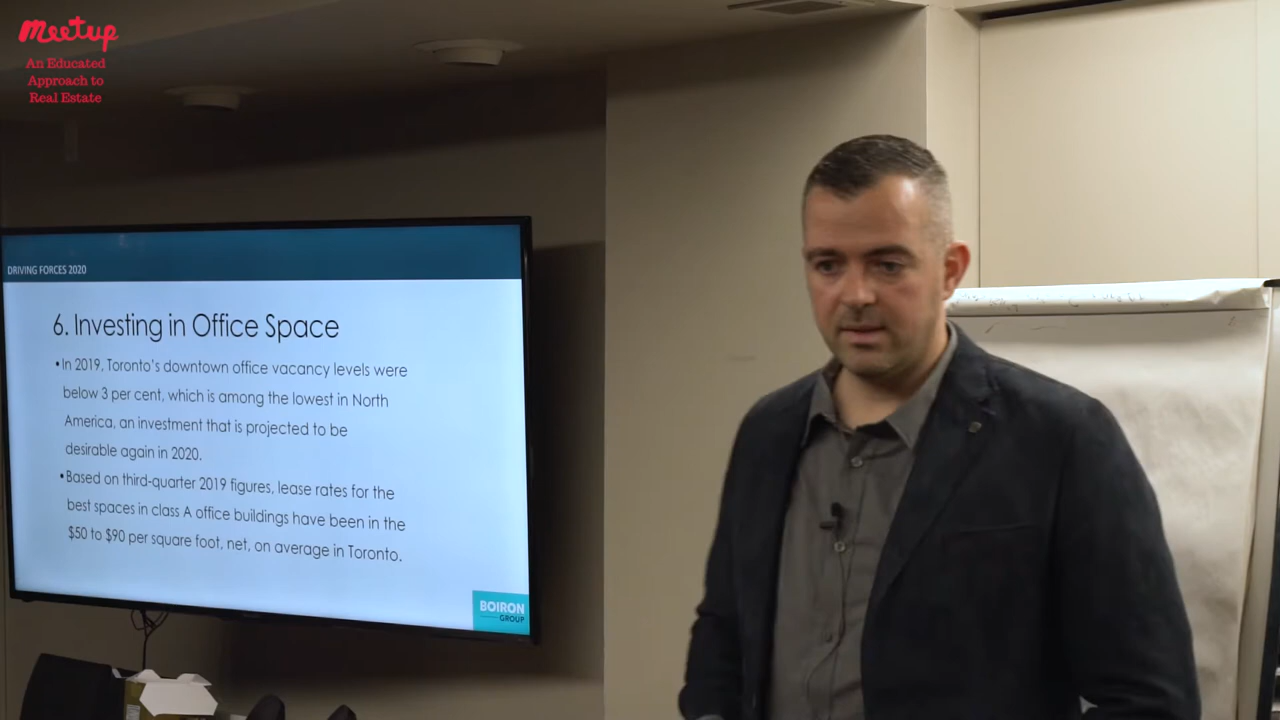 Meetup
An Educated
Approach to
Real Estate
DRIVING FORCES 2020
6. Investing in Office Space
•In 2019, Toronto's downtown office vacancy levels were
below 3 per cent, which is among the lowest in North
America, an investment that is projected to be
desirable again in 2020.
•Based on third-quarter 2019 figures, lease rates for the
best spaces in class A office buildings have been in the
$50 to $90 per square foot, net, on average in Toronto.
BOIRON
GROUP